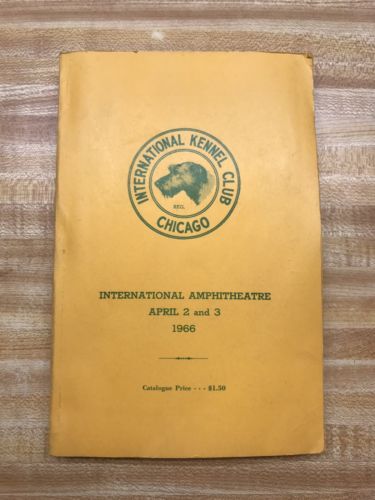 INTERNATIONAL KENNEL CLUB
REG.
CHICAGO
INTERNATIONAL AMPHITHEATRE
APRIL 2 and 3
1966
Catalogue Price - - - $1.50